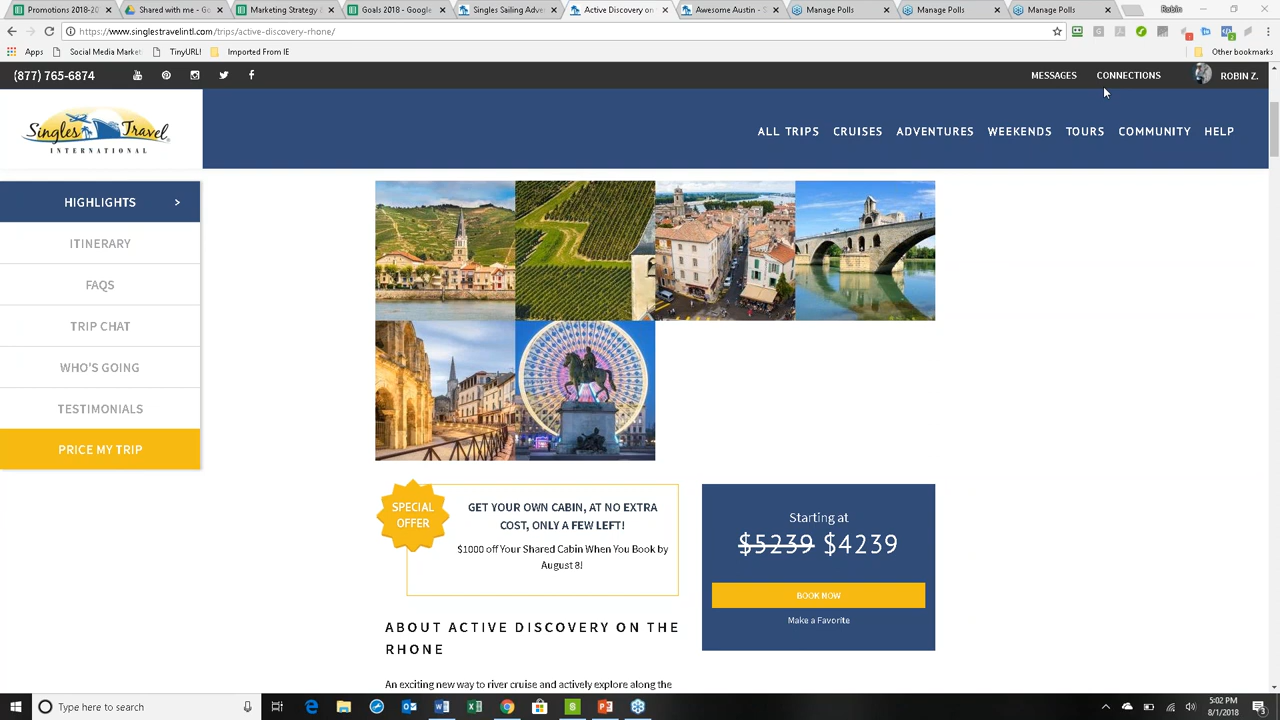 Promotions 2018-20
Shared with me - Go
Marketing Strategy
Goals 2018 - Google
Singles Sailing Adve
Active Discovery on
Awesome Austin - S
Manage Polls
Manage Polls
Manage Polls
Robin
https://www.singlestravelintl.com/trips/active-discovery-rhone/
Apps
Social Media Market
TinyURL!
Imported From IE
Other bookmarks
(877) 765-6874
MESSAGES
CONNECTIONS
ROBIN Z.
Singles Travel
INTERNATIONAL
ALL TRIPS
CRUISES
ADVENTURES
WEEKENDS
TOURS
COMMUNITY
HELP
HIGHLIGHTS >
ITINERARY
FAQS
TRIP CHAT
WHO'S GOING
TESTIMONIALS
PRICE MY TRIP
SPECIAL
OFFER
GET YOUR OWN CABIN, AT NO EXTRA
COST, ONLY A FEW LEFT!
$1000 off Your Shared Cabin When You Book by
August 8!
Starting at
$5239 $4239
BOOK NOW
Make a Favorite
ABOUT ACTIVE DISCOVERY ON THE
RHONE
An exciting new way to river cruise and actively explore along the
Type here to search
5:02 PM
8/1/2018